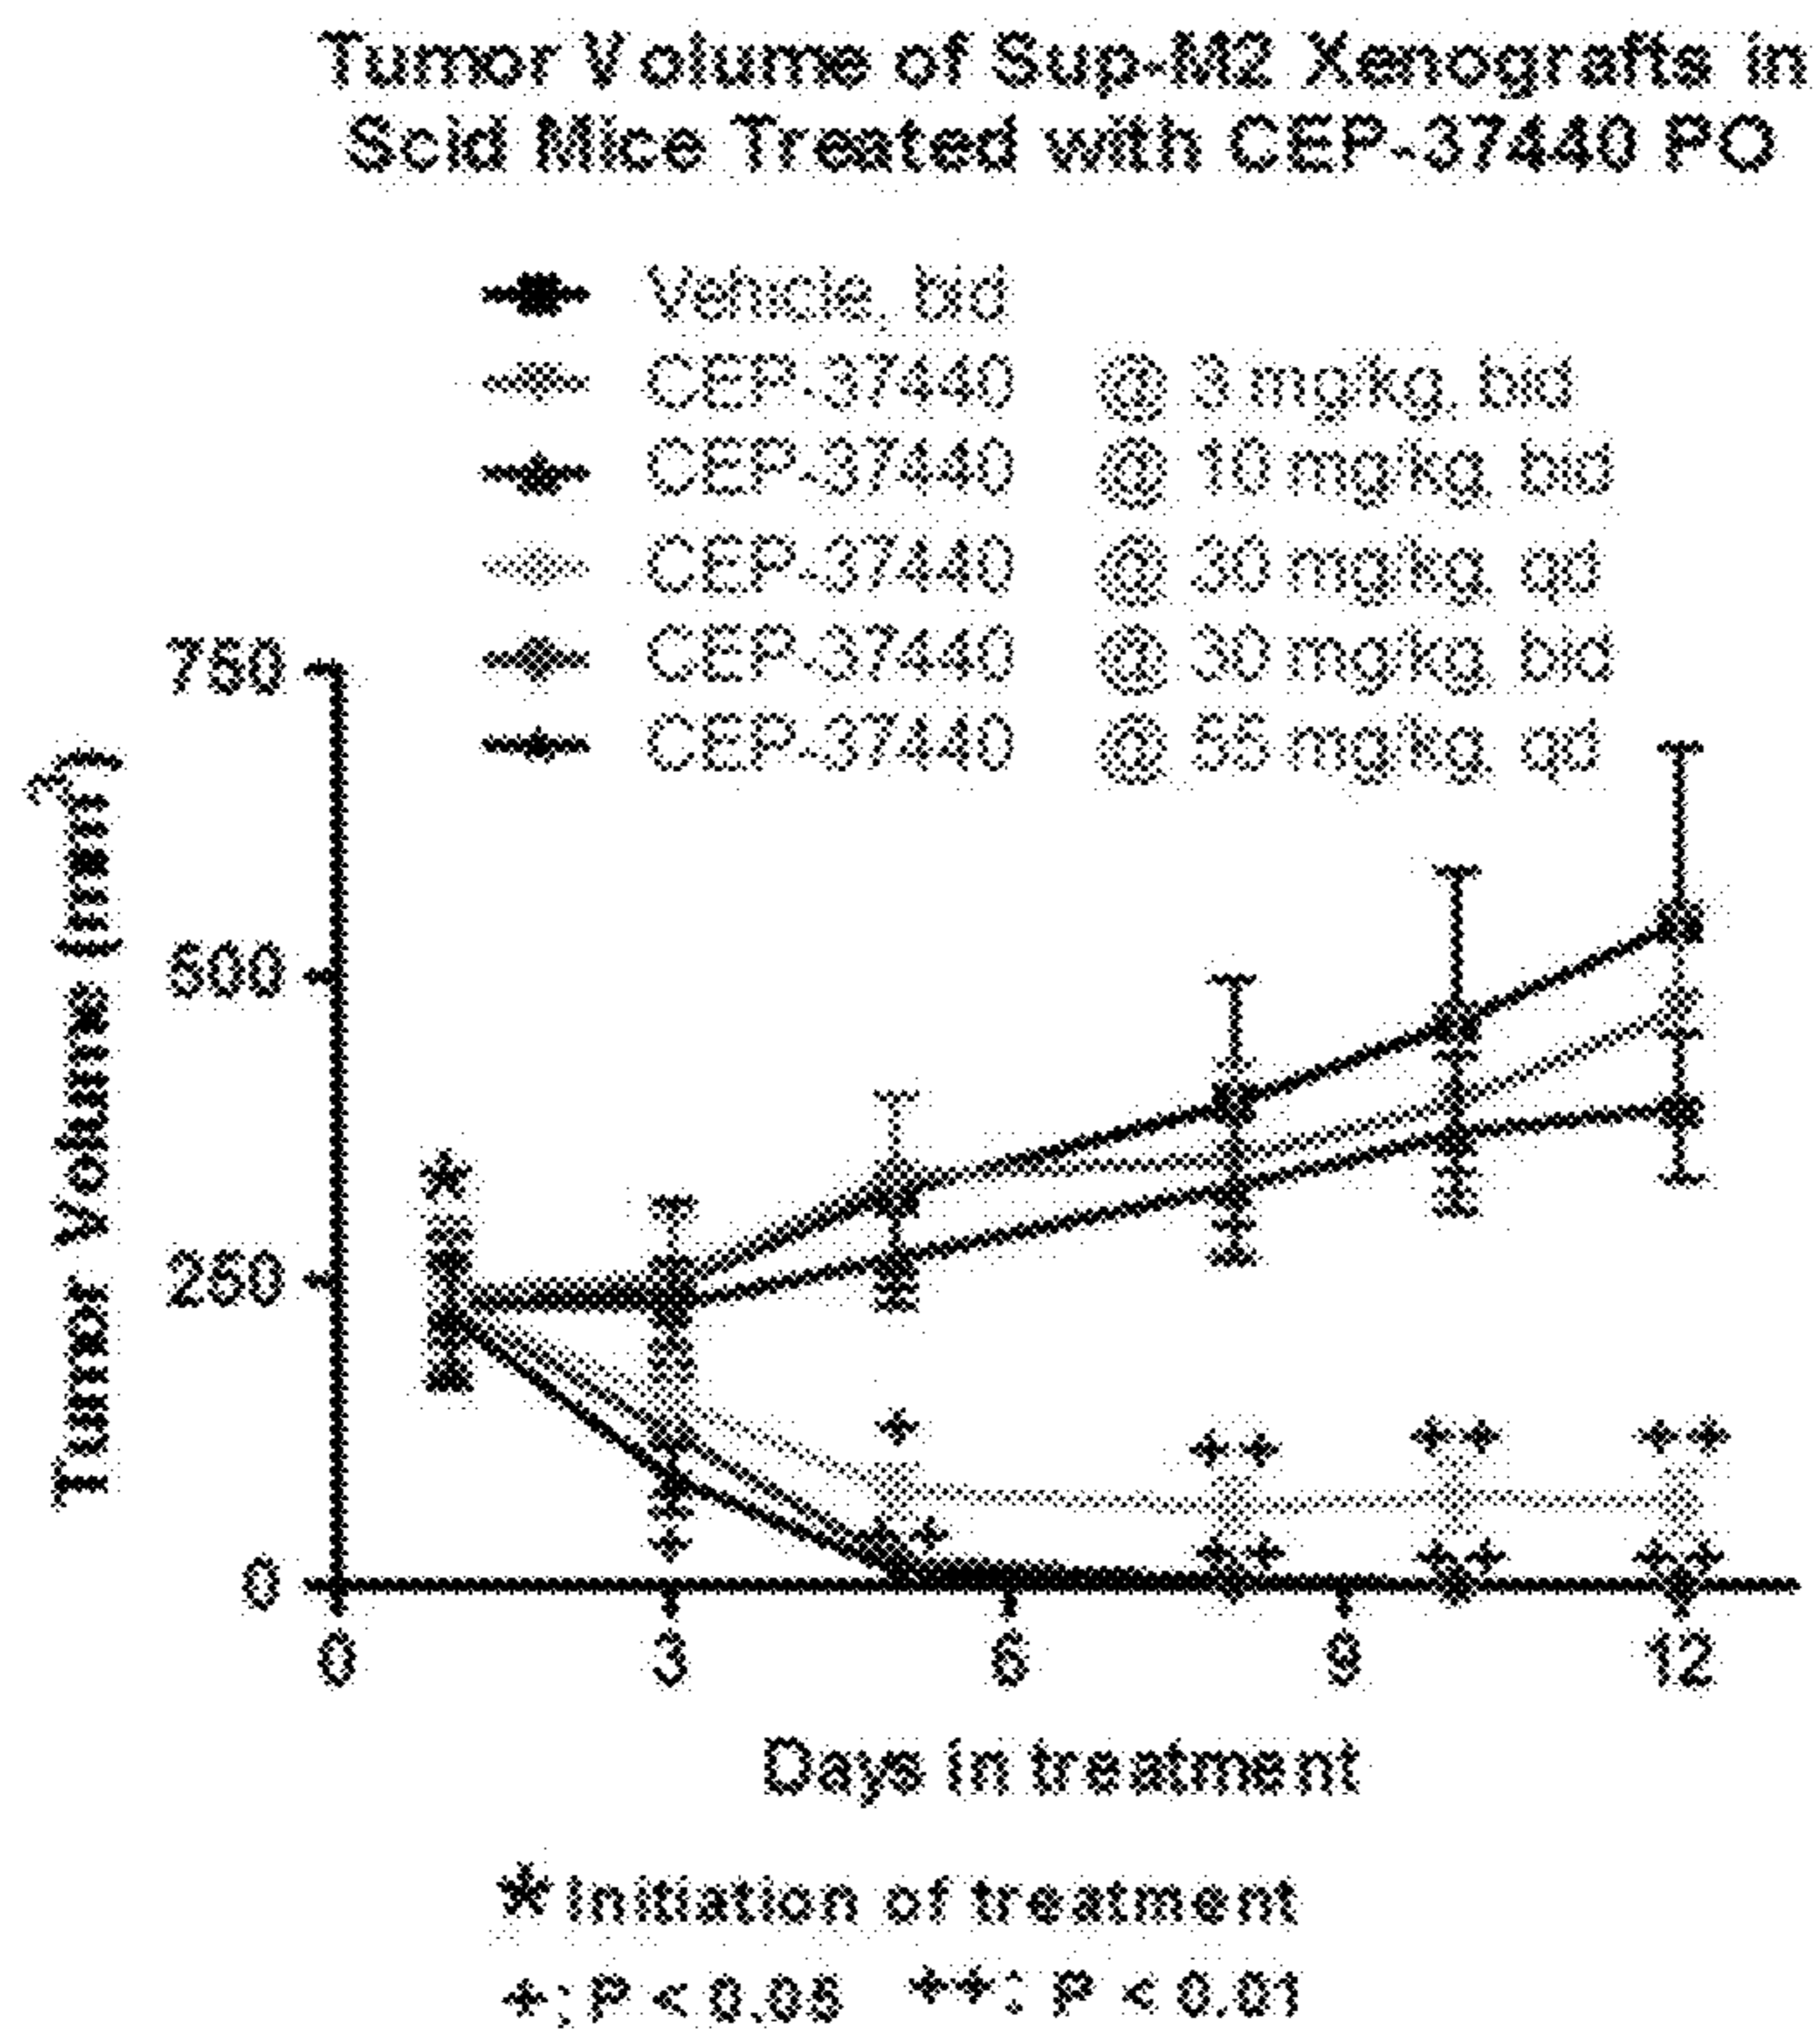 Tumor Volume of Sup-M2 Xenografts in
Scid Mice Treated with CEP-37440 PO
Vehicle, bid
CEP-37440 @ 3 mg/kg, bid
CEP-37440 @ 10 mg/kg, bid
CEP-37440 @ 30 mg/kg, qd
CEP-37440 @ 30 mg/kg, bid
CEP-37440 @ 55 mg/kg, qd
Tumor Volume (mm³)
750
500
250
0
*
+
++
++
++
+
++
++
++
++
0 3 6 9 12
Days in treatment
* Initiation of treatment
+; P < 0.05 ++: P < 0.01